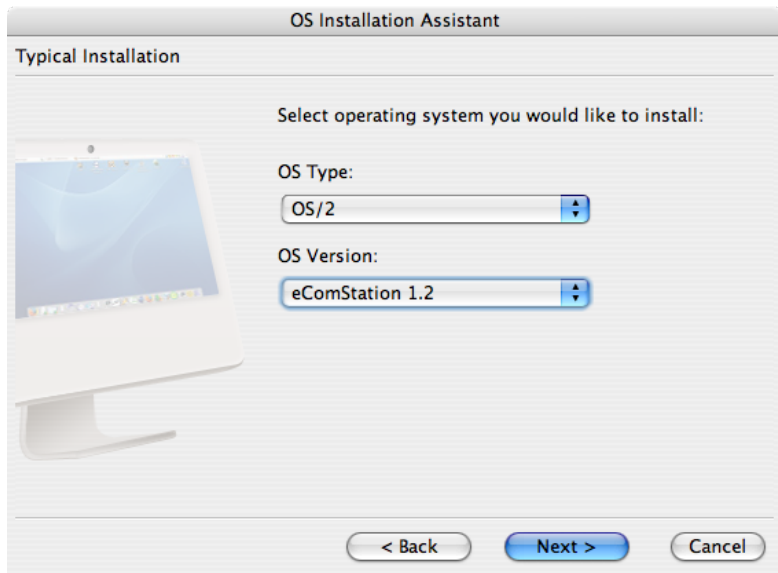 OS Installation Assistant
Typical Installation
Select operating system you would like to install:
OS Type:
OS/2
OS Version:
eComStation 1.2
< Back
Next >
Cancel